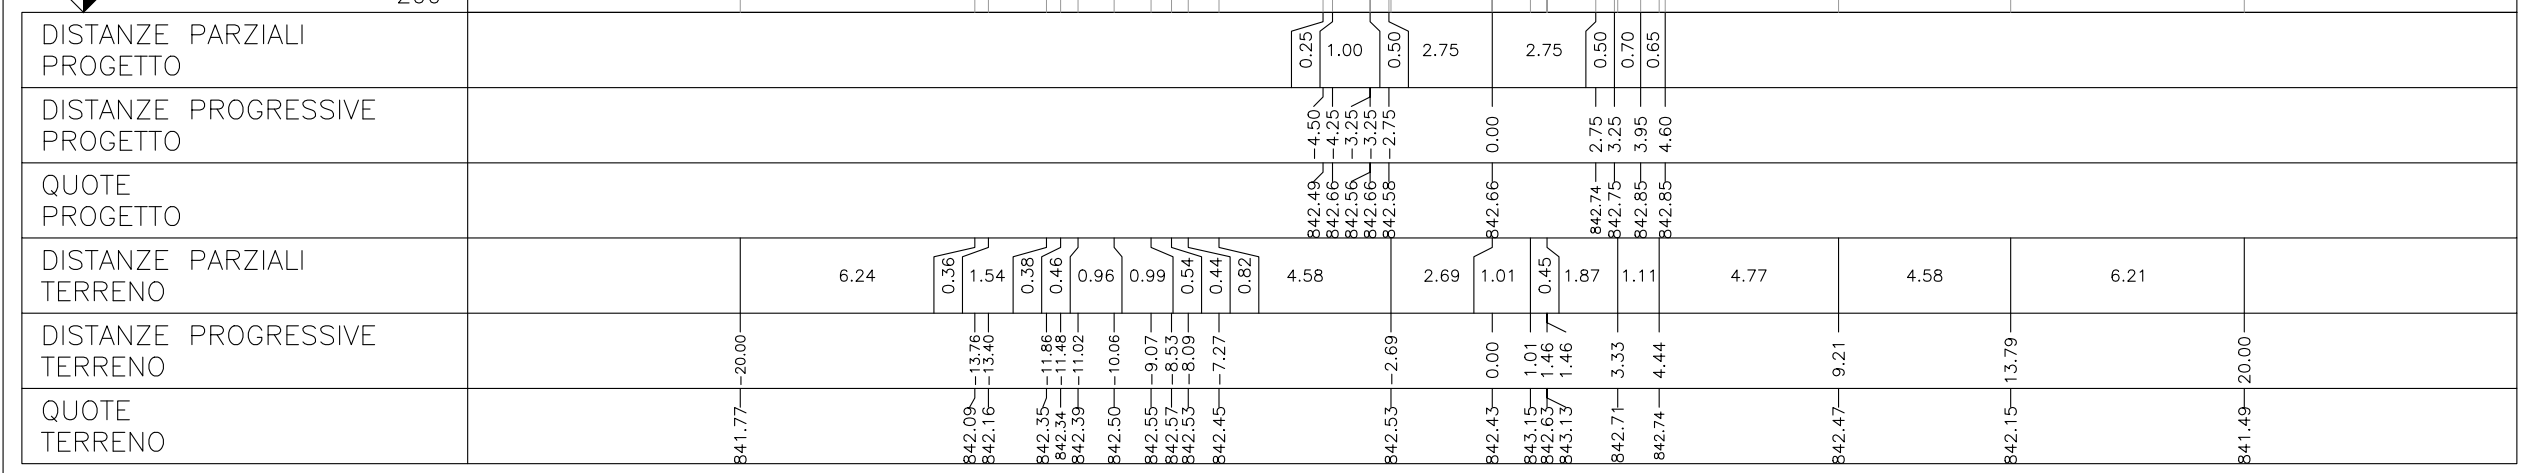 DISTANZE PARZIALI
PROGETTO
0.25 1.00 0.50 2.75 2.75 0.50 0.70 0.65
DISTANZE PROGRESSIVE
PROGETTO
-4.50 -4.25 -3.25 -3.25 -2.75 0.00 2.75 3.25 3.95 4.60
QUOTE
PROGETTO
842.49 842.66 842.56 842.66 842.58 842.66 842.74 842.75 842.85 842.85
DISTANZE PARZIALI
TERRENO
6.24 0.36 1.54 0.38 0.46 0.96 0.99 0.54 0.44 0.82 4.58 2.69 1.01 0.45 1.87 1.11 4.77 4.58 6.21
DISTANZE PROGRESSIVE
TERRENO
-20.00 -13.76 -13.40 -11.86 -11.48 -11.02 -10.06 -9.07 -8.53 -8.09 -7.27 -2.69 0.00 1.01 1.46 1.46 3.33 4.44 9.21 13.79 20.00
QUOTE
TERRENO
841.77 842.09 842.16 842.35 842.34 842.39 842.50 842.55 842.57 842.53 842.45 842.53 842.43 843.15 842.63 843.13 842.71 842.74 842.47 842.15 841.49